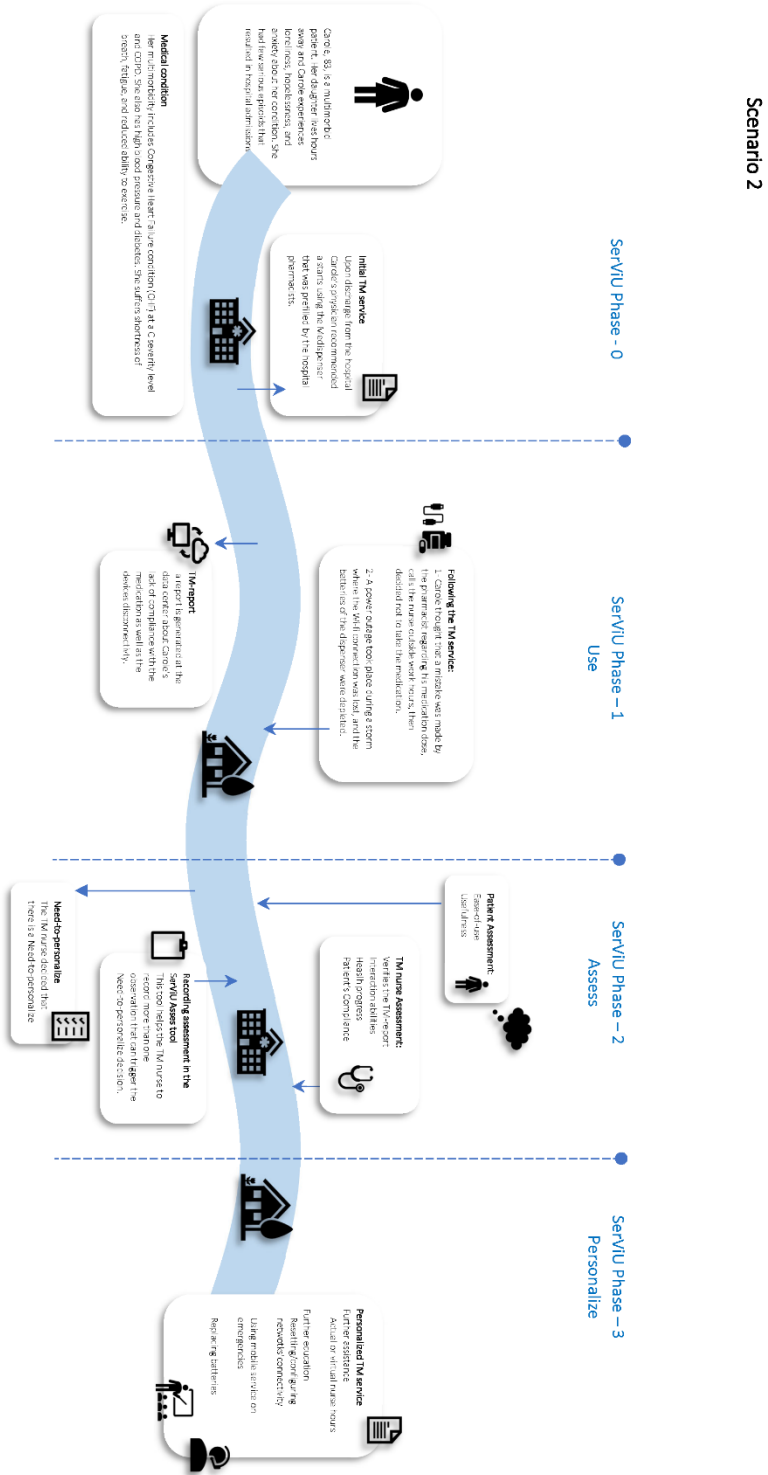 Scenario 2
SerViU Phase - 0
SerViU Phase – 1
Use
SerViU Phase – 2
Assess
SerViU Phase – 3
Personalize
Carole, 83, is a multimorbid
patient. Her daughter lives hours
away and Carole experiences
loneliness, hopelessness, and
anxiety about her condition. She
had few serious episoids that
resulted in hospital admissions
Medical condition
Her multimorbidity includes Congestive Heart Failure condition (CHF) at a C severity level
and COPD. She also has high blood pressure and diabetes. She suffers shortness of
breath, fatigue, and reduced ability to exercise.
Initial TM service
Upon discharge from the hospital
Carole's physicien recommended
a starts using the Medispenser
that was prefilled by the hospital
pharmacists.
Following the TM service:
1- Carole thought that a mistake was made by
the pharmacist regarding his medication dose,
calls the nurse outside work hours, then
decided not to take the medication.
2- A power outage took place during a storm
where the Wi-fi connection was lost, and the
batteries of the dispenser were depleted.
TM-report
a report is generated at the
data center about Carole's
lack of compliance with the
medication as well as the
devices disconnectivity.
Patient Assessment:
Ease-of-use
Usefulness
TM nurse Assessment:
Verifies the TM-report
Interaction abilities
Heaslh progress
Patient's Compliance
Recording assessment in the
SerViU Asses tool
This tool helps the TM nurse to
record more than one
observation that can trigger the
Need-to-personalize decision.
Need-to-personalize
The TM nurse decided that
there is a Need-to-personalize
Personalized TM service
Further assistance
Actual or virtual nurse hours
Further education
Resetting/configuring
networks' connectivity
Using mobile service on
emergencies
Replacing batteries